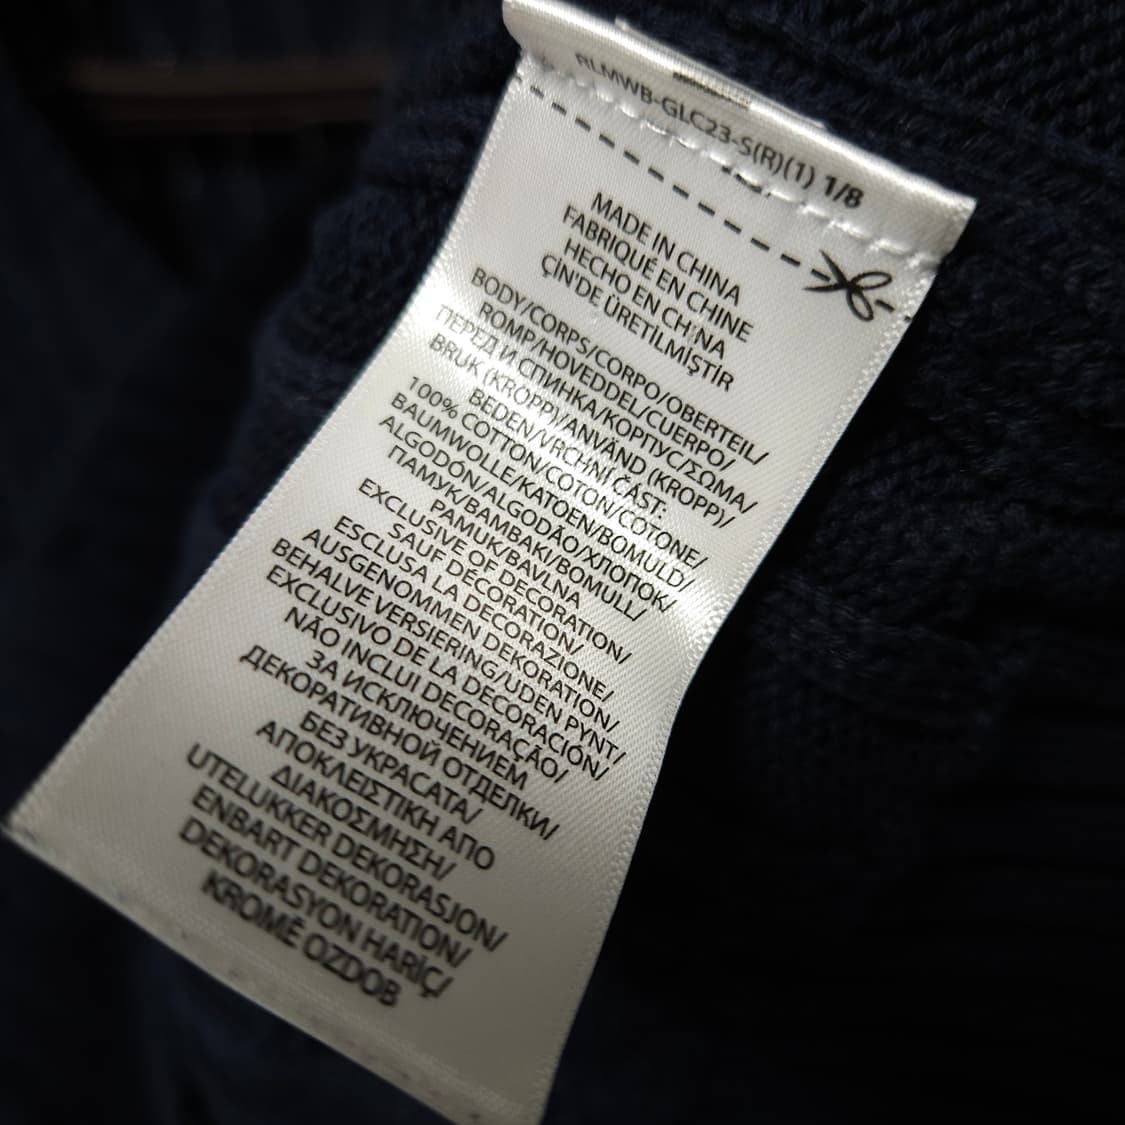 RLMWB-GLC23-S(R)(1) 1/8
MADE IN CHINA
FABRIQUÉ EN CHINE
HECHO EN CHINA
ÇİN'DE ÜRETİLMİŞTİR
BODY/CORPS/CORPO/OBERTEIL/
ROMP/HOVEDDEL/CUERPO/
ПЕРЕД И СПИНКА/КОРПУС/ΣΩΜΑ/
BRUK (KROPP)/ANVÄND (KROPP)/
BEDEN/VRCHNÍ ČÁST:
100% COTTON/COTON/COTONE/
BAUMWOLLE/KATOEN/BOMULD/
ALGODÓN/ALGODÃO/ХЛОПОК/
ПАМУК/ΒΑΜΒΑΚΙ/BOMULL/
PAMUK/BAVLNA
EXCLUSIVE OF DECORATION/
SAUF DÉCORATION/
ESCLUSA LA DECORAZIONE/
AUSGENOMMEN DEKORATION/
BEHALVE VERSIERING/UDEN PYNT/
EXCLUSIVO DE LA DECORACIÓN/
NÃO INCLUI DECORAÇÃO/
ЗА ИСКЛЮЧЕНИЕМ
ДЕКОРАТИВНОЙ ОТДЕЛКИ/
БЕЗ УКРАСАТА/
ΑΠΟΚΛΕΙΣΤΙΚΗ ΑΠΟ
ΔΙΑΚΟΣΜΗΣΗ/
UTELUKKER DEKORASJON/
ENBART DEKORATION/
DEKORASYON HARİÇ/
KROMĚ OZDOB